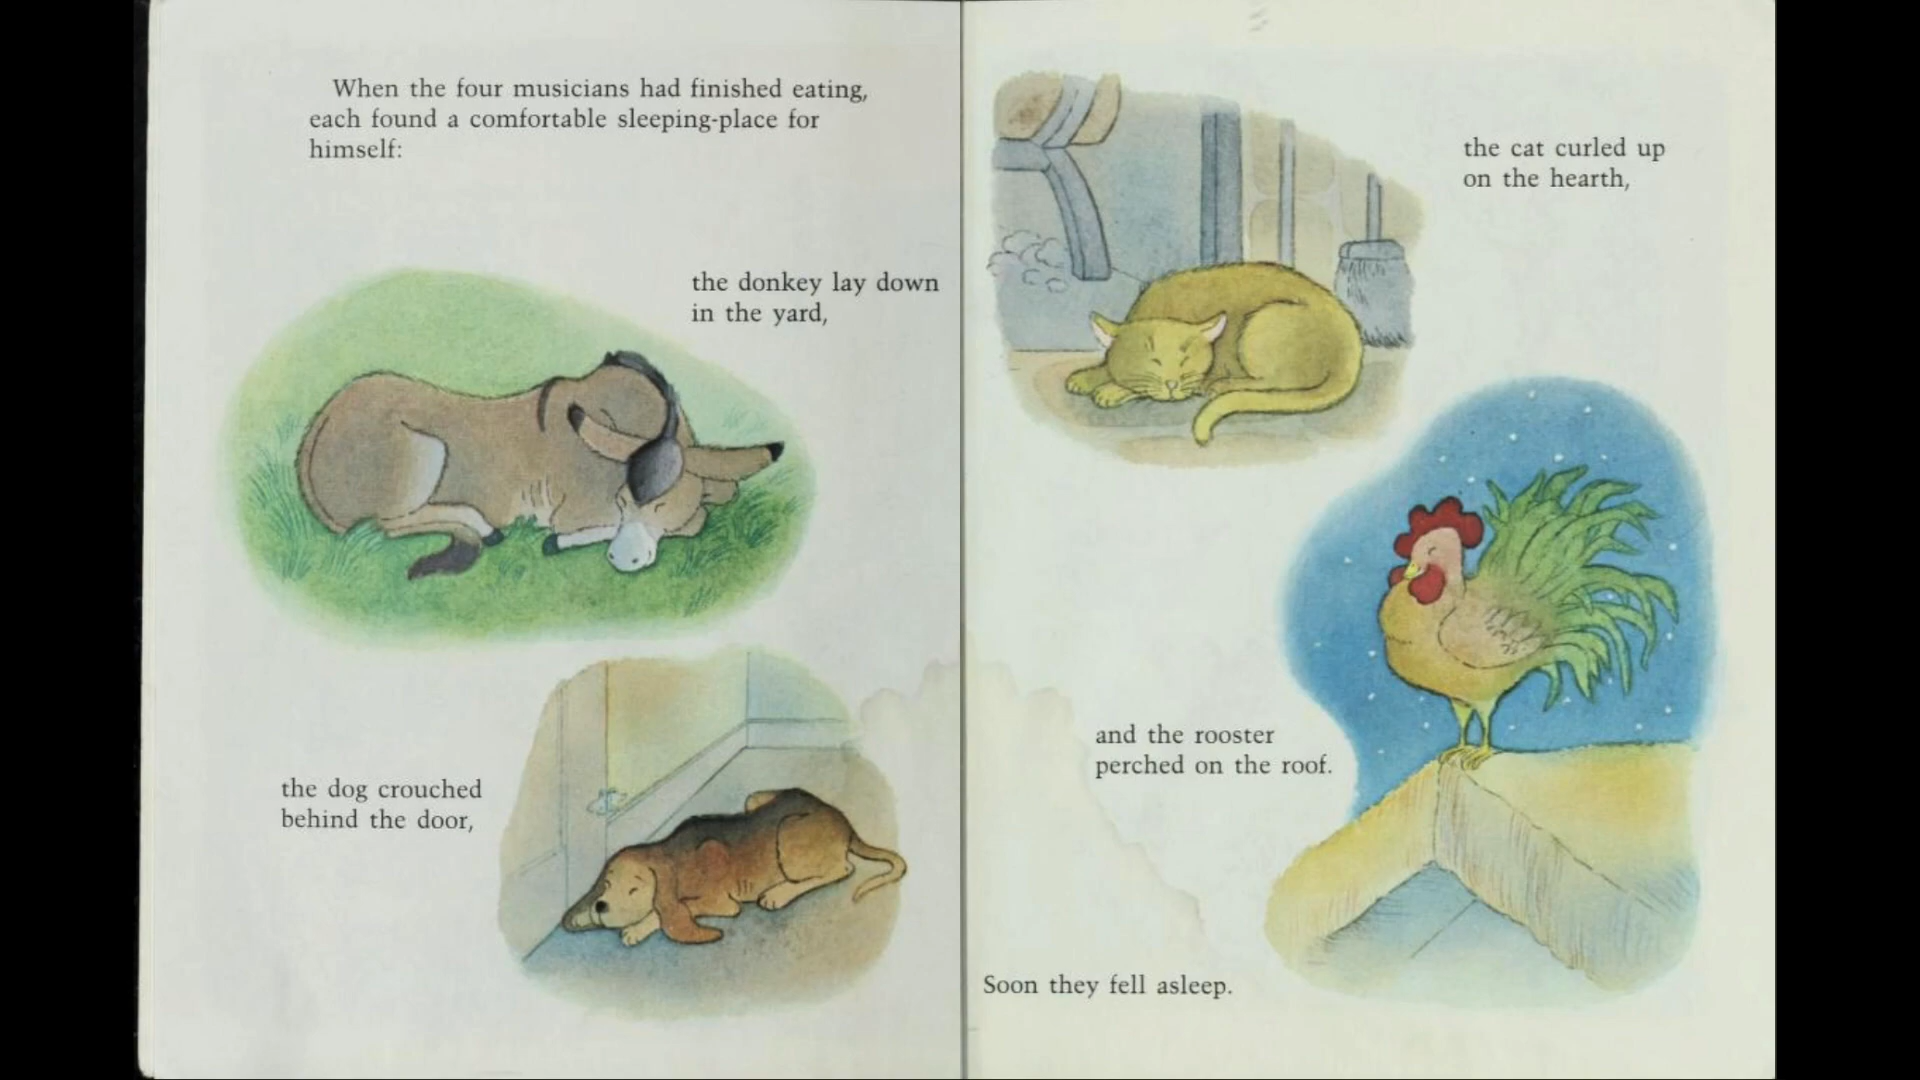 When the four musicians had finished eating,
each found a comfortable sleeping-place for
himself:
the donkey lay down
in the yard,
the dog crouched
behind the door,
the cat curled up
on the hearth,
and the rooster
perched on the roof.
Soon they fell asleep.